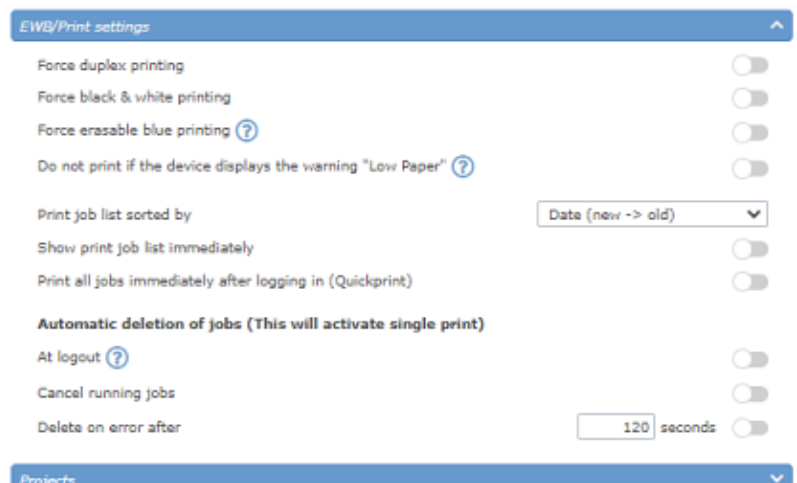 EWB/Print settings
Force duplex printing
Force black & white printing
Force erasable blue printing ?
Do not print if the device displays the warning "Low Paper" ?
Print job list sorted by Date (new -> old)
Show print job list immediately
Print all jobs immediately after logging in (Quickprint)
Automatic deletion of jobs (This will activate single print)
At logout ?
Cancel running jobs
Delete on error after 120 seconds
Projects